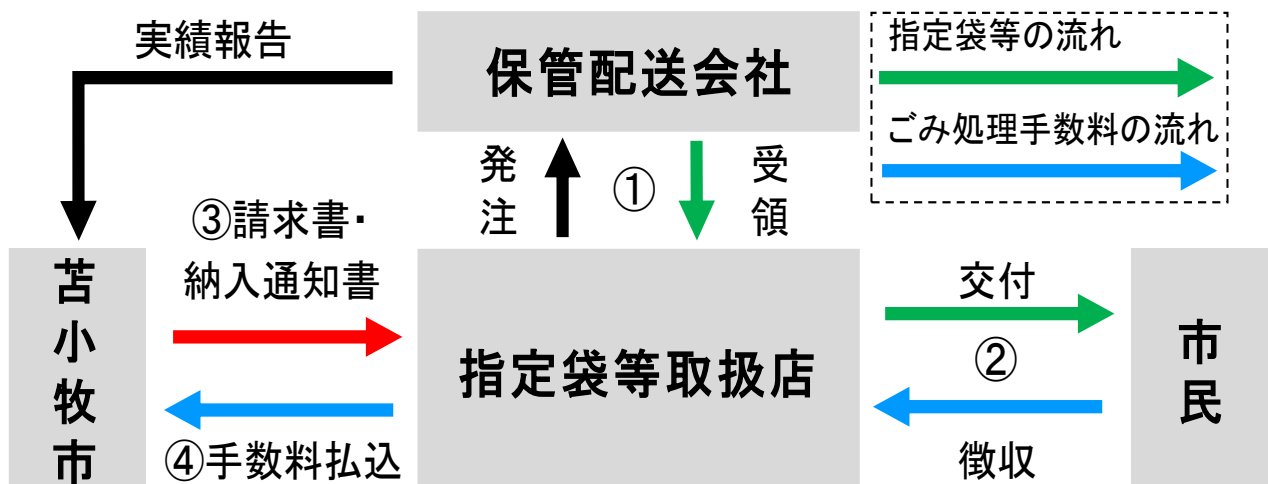 実績報告
保管配送会社
指定袋等の流れ
ごみ処理手数料の流れ
発注
①
受領
③請求書・
納入通知書
苫小牧市
指定袋等取扱店
④手数料払込
交付
②
徴収
市民